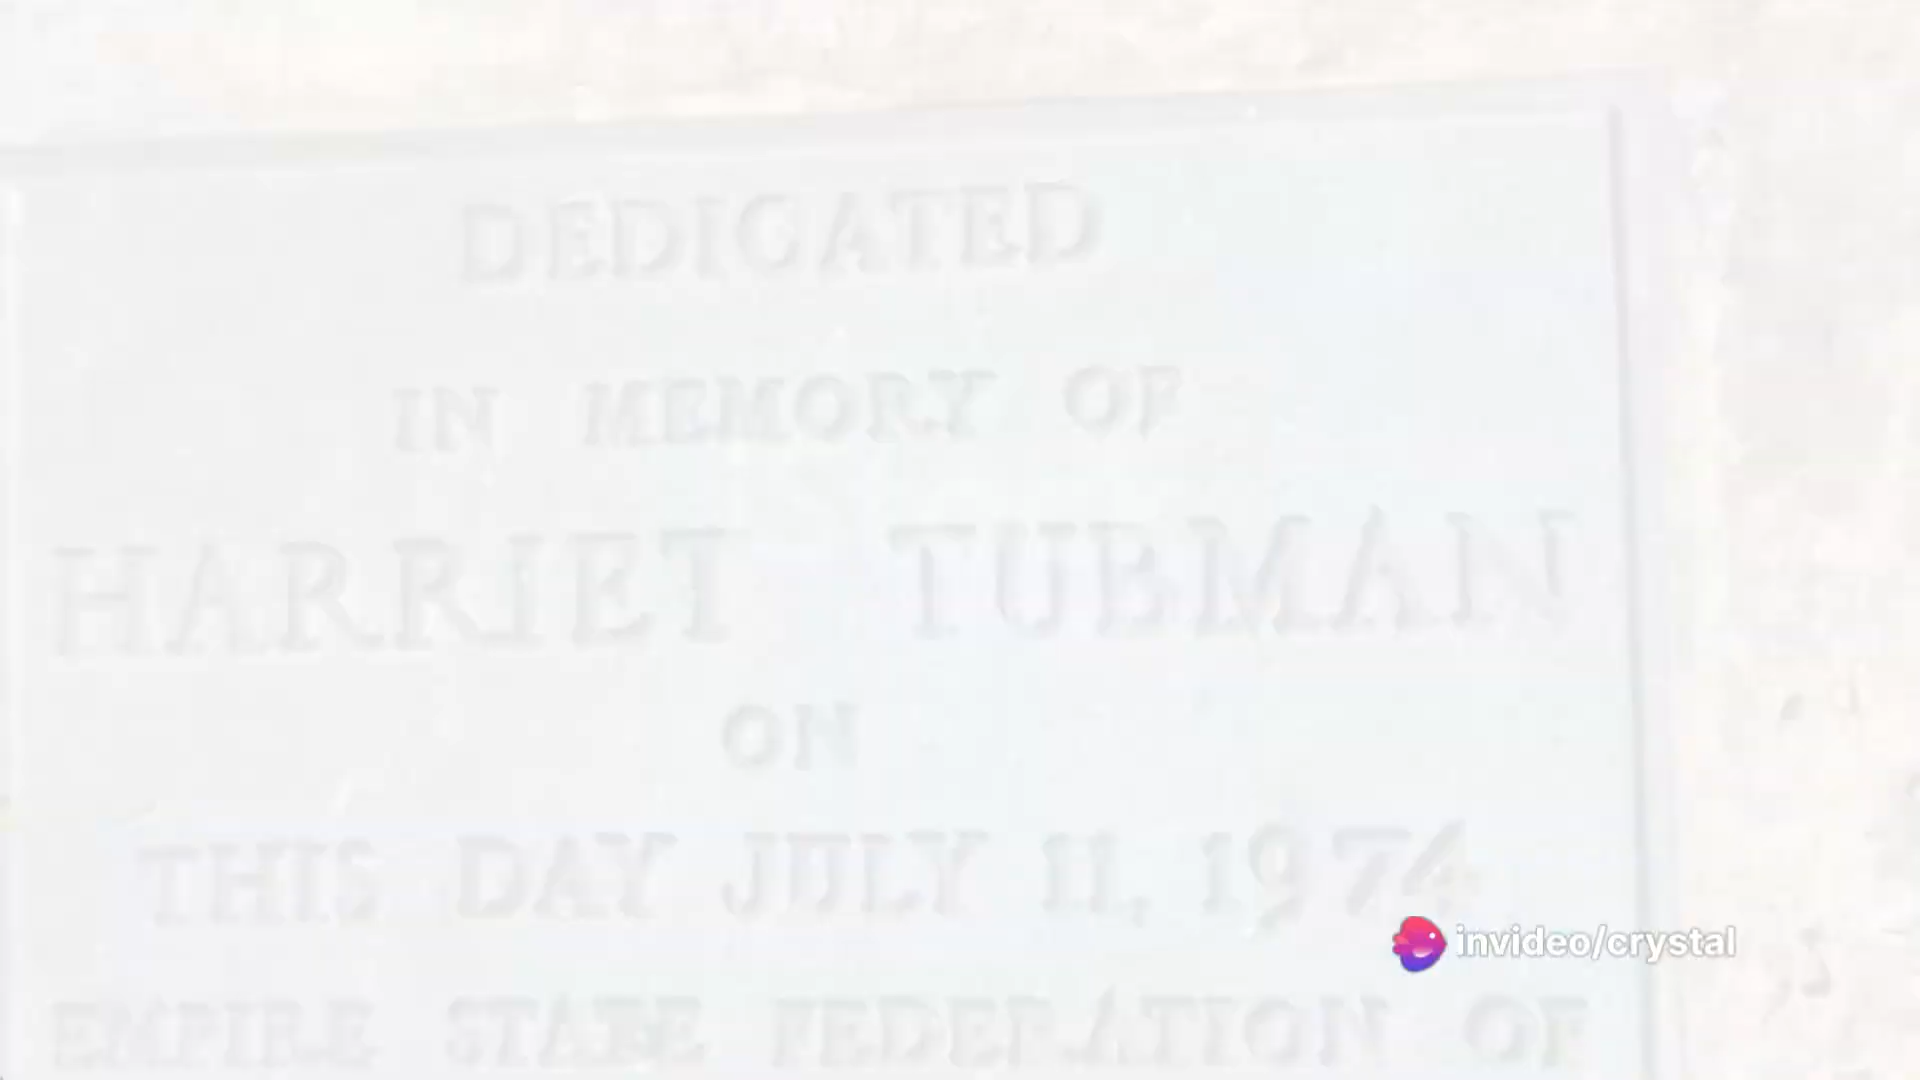 DEDICATED
IN MEMORY OF
HARRIET TUBMAN
ON
THIS DAY JULY 11, 1974
EMPIRE STATE FEDERATION OF
invideo/crystal